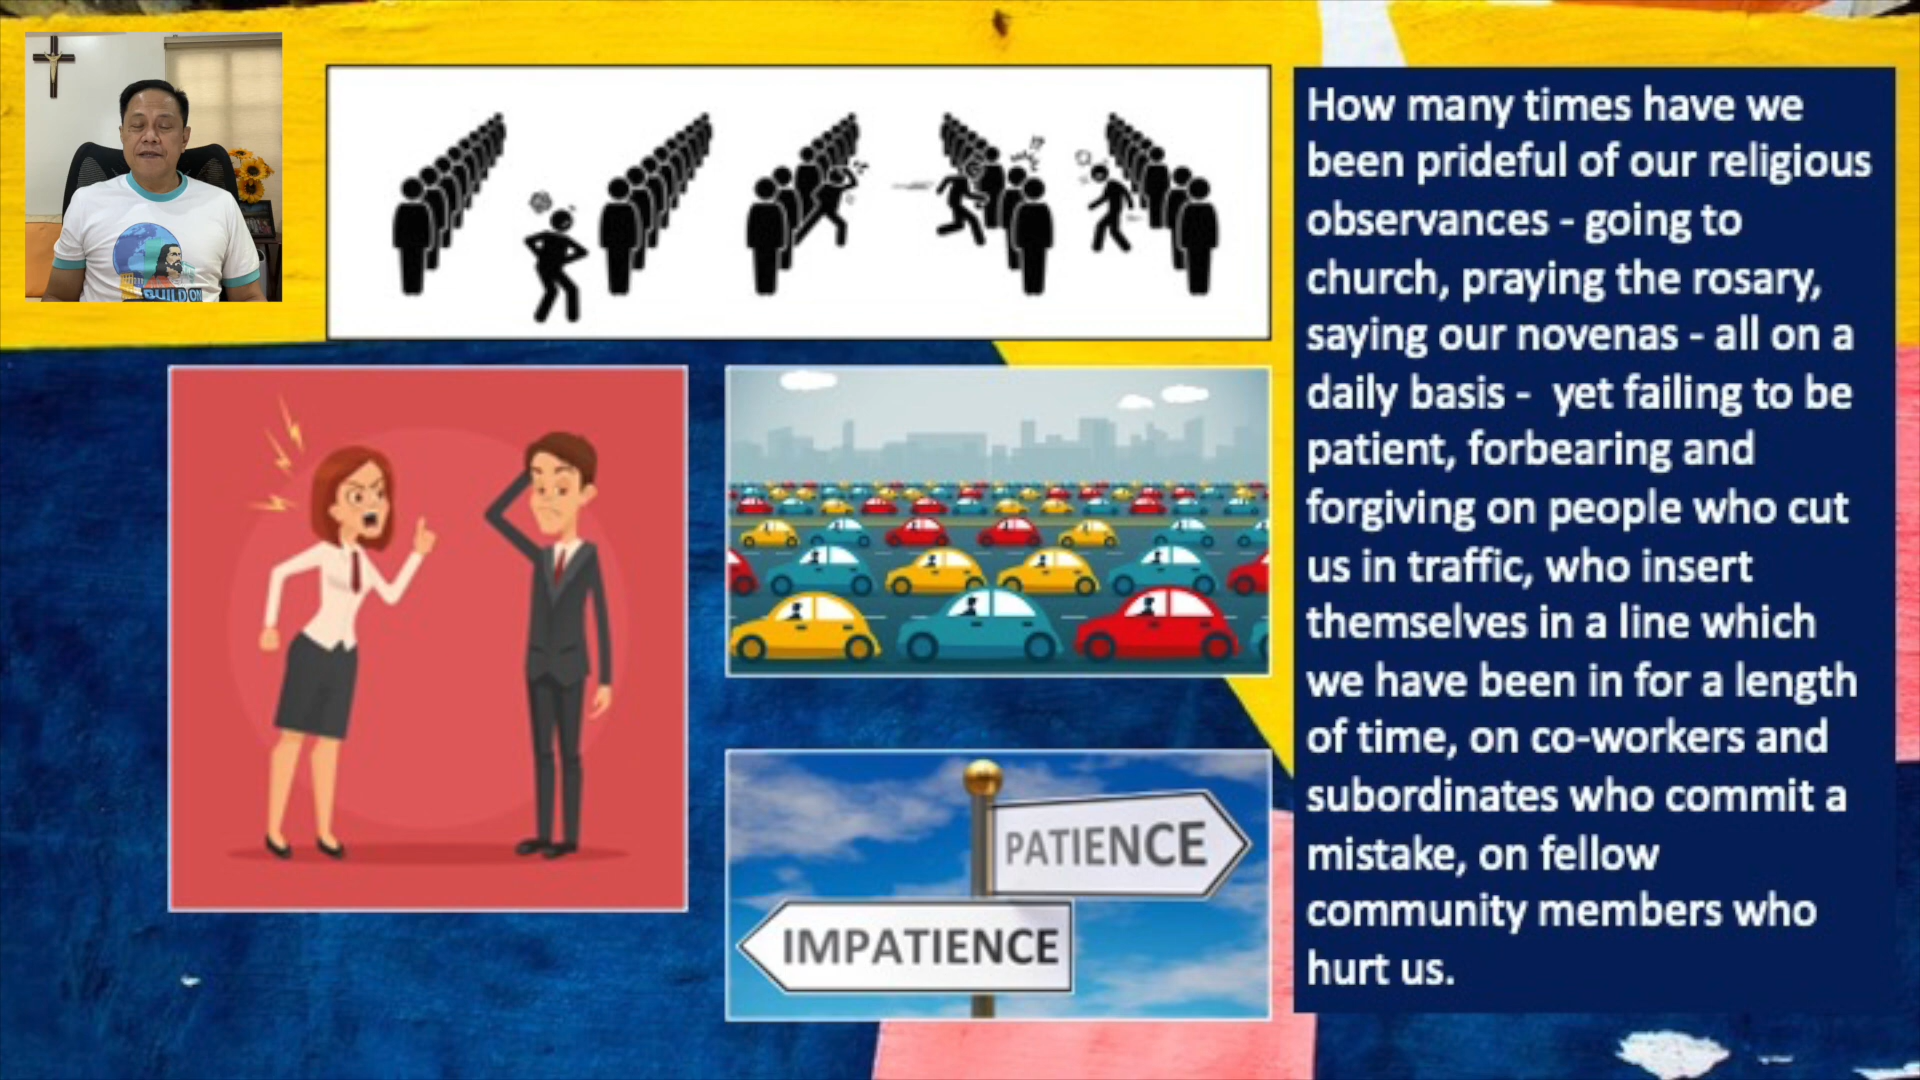 How many times have we
been prideful of our religious
observances - going to
church, praying the rosary,
saying our novenas - all on a
daily basis - yet failing to be
patient, forbearing and
forgiving on people who cut
us in traffic, who insert
themselves in a line which
we have been in for a length
of time, on co-workers and
subordinates who commit a
mistake, on fellow
community members who
hurt us.
PATIENCE
IMPATIENCE
BUILD ON